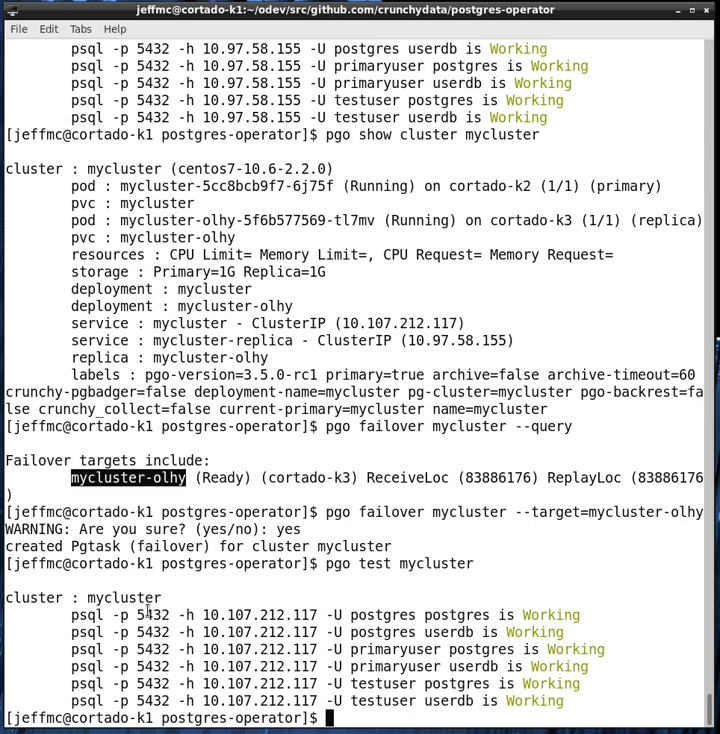 jeffmc@cortado-k1:~/odev/src/github.com/crunchydata/postgres-operator
File Edit Tabs Help
psql -p 5432 -h 10.97.58.155 -U postgres userdb is Working
psql -p 5432 -h 10.97.58.155 -U primaryuser postgres is Working
psql -p 5432 -h 10.97.58.155 -U primaryuser userdb is Working
psql -p 5432 -h 10.97.58.155 -U testuser postgres is Working
psql -p 5432 -h 10.97.58.155 -U testuser userdb is Working
[jeffmc@cortado-k1 postgres-operator]$ pgo show cluster mycluster
cluster : mycluster (centos7-10.6-2.2.0)
pod : mycluster-5cc8bcb9f7-6j75f (Running) on cortado-k2 (1/1) (primary)
pvc : mycluster
pod : mycluster-olhy-5f6b577569-tl7mv (Running) on cortado-k3 (1/1) (replica)
pvc : mycluster-olhy
resources : CPU Limit= Memory Limit=, CPU Request= Memory Request=
storage : Primary=1G Replica=1G
deployment : mycluster
deployment : mycluster-olhy
service : mycluster - ClusterIP (10.107.212.117)
service : mycluster-replica - ClusterIP (10.97.58.155)
replica : mycluster-olhy
labels : pgo-version=3.5.0-rc1 primary=true archive=false archive-timeout=60
crunchy-pgbadger=false deployment-name=mycluster pg-cluster=mycluster pgo-backrest=fa
lse crunchy_collect=false current-primary=mycluster name=mycluster
[jeffmc@cortado-k1 postgres-operator]$ pgo failover mycluster --query
Failover targets include:
mycluster-olhy (Ready) (cortado-k3) ReceiveLoc (83886176) ReplayLoc (83886176
)
[jeffmc@cortado-k1 postgres-operator]$ pgo failover mycluster --target=mycluster-olhy
WARNING: Are you sure? (yes/no): yes
created Pgtask (failover) for cluster mycluster
[jeffmc@cortado-k1 postgres-operator]$ pgo test mycluster
cluster : mycluster
psql -p 5432 -h 10.107.212.117 -U postgres postgres is Working
psql -p 5432 -h 10.107.212.117 -U postgres userdb is Working
psql -p 5432 -h 10.107.212.117 -U primaryuser postgres is Working
psql -p 5432 -h 10.107.212.117 -U primaryuser userdb is Working
psql -p 5432 -h 10.107.212.117 -U testuser postgres is Working
psql -p 5432 -h 10.107.212.117 -U testuser userdb is Working
[jeffmc@cortado-k1 postgres-operator]$